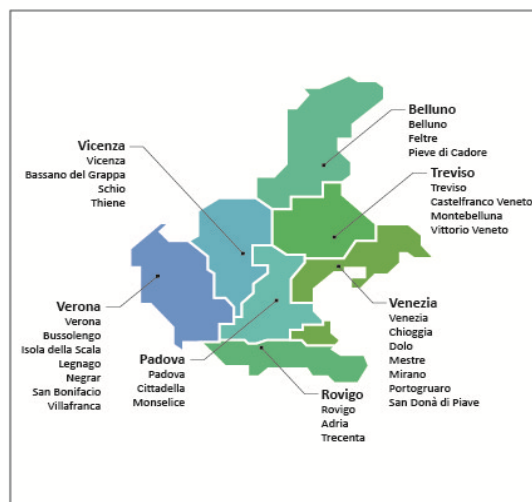 Belluno
Belluno
Feltre
Pieve di Cadore
Vicenza
Vicenza
Bassano del Grappa
Schio
Thiene
Treviso
Treviso
Castelfranco Veneto
Montebelluna
Vittorio Veneto
Verona
Verona
Bussolengo
Isola della Scala
Legnago
Negrar
San Bonifacio
Villafranca
Padova
Padova
Cittadella
Monselice
Venezia
Venezia
Chioggia
Dolo
Mestre
Mirano
Portogruaro
San Donà di Piave
Rovigo
Rovigo
Adria
Trecenta